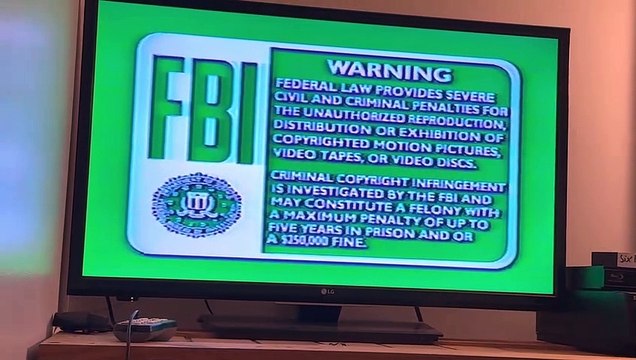 FBI
WARNING
FEDERAL LAW PROVIDES SEVERE
CIVIL AND CRIMINAL PENALTIES FOR
THE UNAUTHORIZED REPRODUCTION,
DISTRIBUTION OR EXHIBITION OF
COPYRIGHTED MOTION PICTURES,
VIDEO TAPES, OR VIDEO DISCS.
CRIMINAL COPYRIGHT INFRINGEMENT
IS INVESTIGATED BY THE FBI AND
MAY CONSTITUTE A FELONY WITH
A MAXIMUM PENALTY OF UP TO
FIVE YEARS IN PRISON AND OR
A $250,000 FINE.
LG